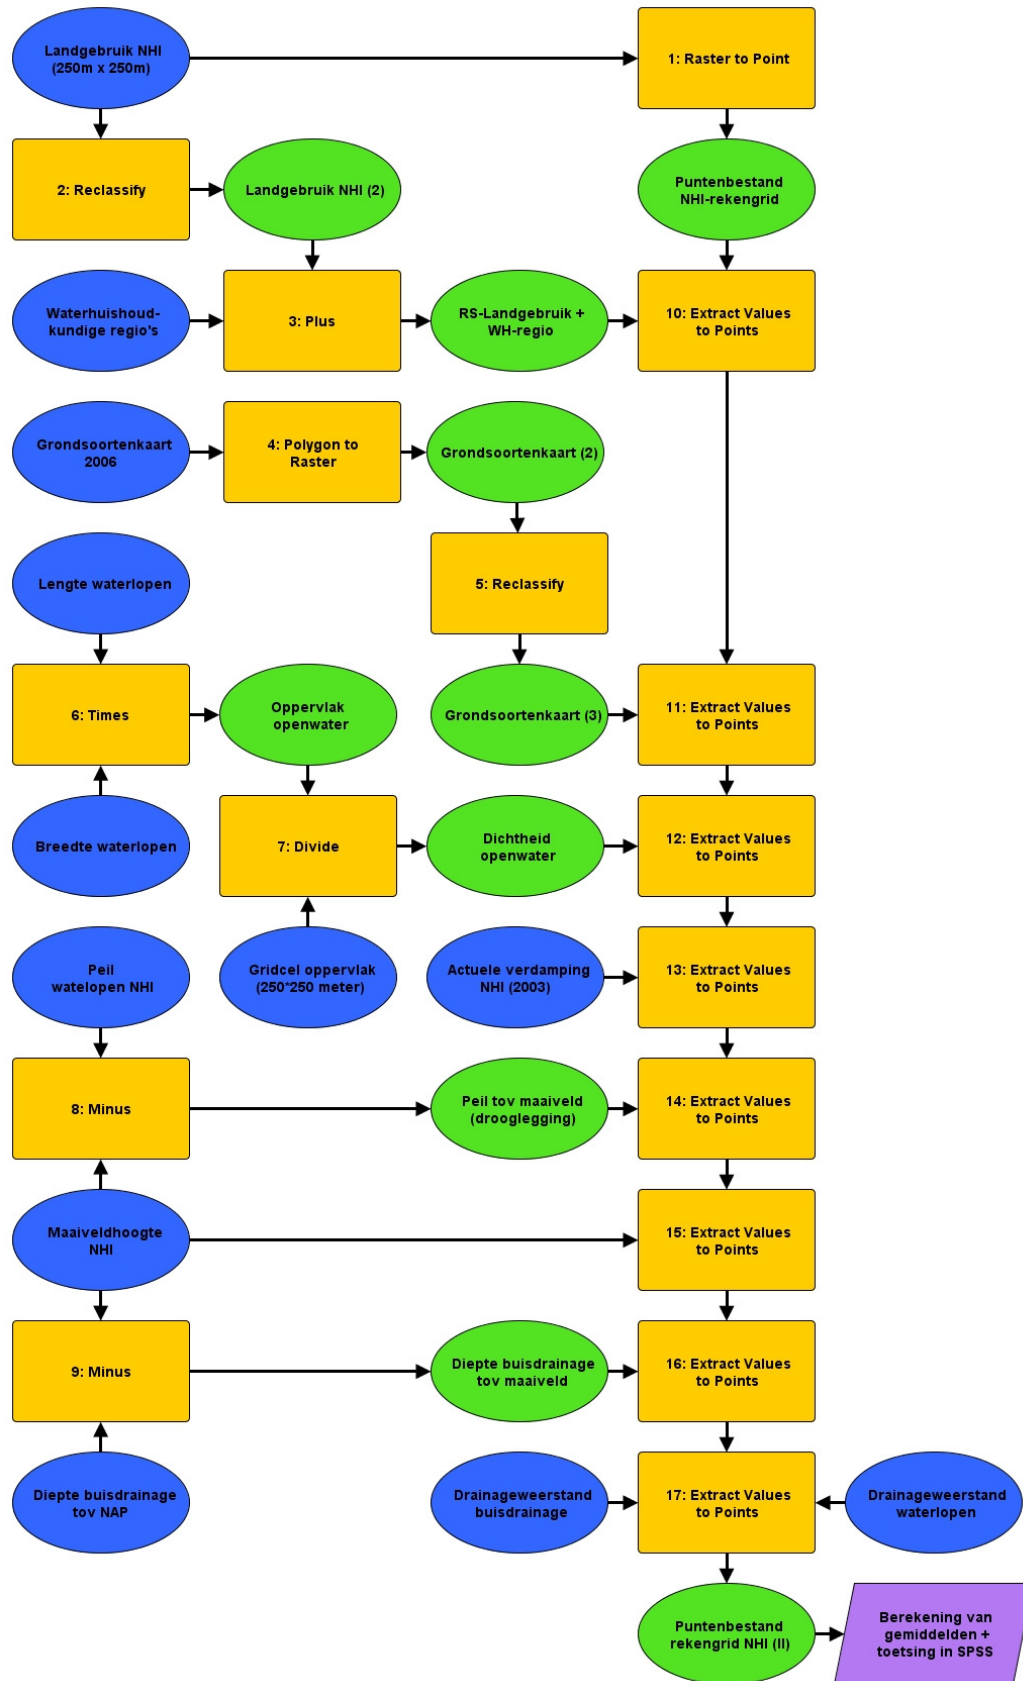 Landgebruik NHI
(250m x 250m)
1: Raster to Point
2: Reclassify
Landgebruik NHI (2)
Puntenbestand
NHI-rekengrid
Waterhuishoud-
kundige regio's
3: Plus
RS-Landgebruik +
WH-regio
10: Extract Values
to Points
Grondsoortenkaart
2006
4: Polygon to
Raster
Grondsoortenkaart (2)
Lengte waterlopen
5: Reclassify
6: Times
Oppervlak
openwater
Grondsoortenkaart (3)
11: Extract Values
to Points
Breedte waterlopen
7: Divide
Dichtheid
openwater
12: Extract Values
to Points
Peil
watelopen NHI
Gridcel oppervlak
(250*250 meter)
Actuele verdamping
NHI (2003)
13: Extract Values
to Points
8: Minus
Peil tov maaiveld
(drooglegging)
14: Extract Values
to Points
Maaiveldhoogte
NHI
15: Extract Values
to Points
9: Minus
Diepte buisdrainage
tov maaiveld
16: Extract Values
to Points
Diepte buisdrainage
tov NAP
Drainageweerstand
buisdrainage
17: Extract Values
to Points
Drainageweerstand
waterlopen
Puntenbestand
rekengrid NHI (II)
Berekening van
gemiddelden +
toetsing in SPSS